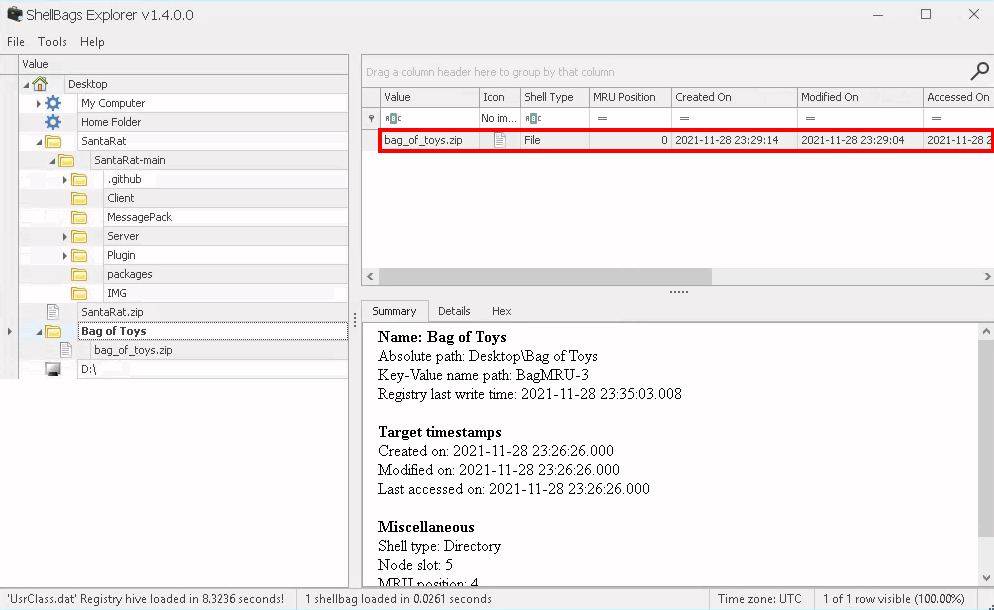 ShellBags Explorer v1.4.0.0
File Tools Help
Value
Desktop
My Computer
Home Folder
SantaRat
SantaRat-main
.github
Client
MessagePack
Server
Plugin
packages
IMG
SantaRat.zip
Bag of Toys
bag_of_toys.zip
D:\
Drag a column header here to group by that column
Value Icon Shell Type MRU Position Created On Modified On Accessed On
No im... = = = =
bag_of_toys.zip File 0 2021-11-28 23:29:14 2021-11-28 23:29:04 2021-11-28 2
Summary Details Hex
Name: Bag of Toys
Absolute path: Desktop\Bag of Toys
Key-Value name path: BagMRU-3
Registry last write time: 2021-11-28 23:35:03.008
Target timestamps
Created on: 2021-11-28 23:26:26.000
Modified on: 2021-11-28 23:26:26.000
Last accessed on: 2021-11-28 23:26:26.000
Miscellaneous
Shell type: Directory
Node slot: 5
MRU position: 4
'UsrClass.dat' Registry hive loaded in 8.3236 seconds! 1 shellbag loaded in 0.0261 seconds Time zone: UTC 1 of 1 row visible (100.00%)